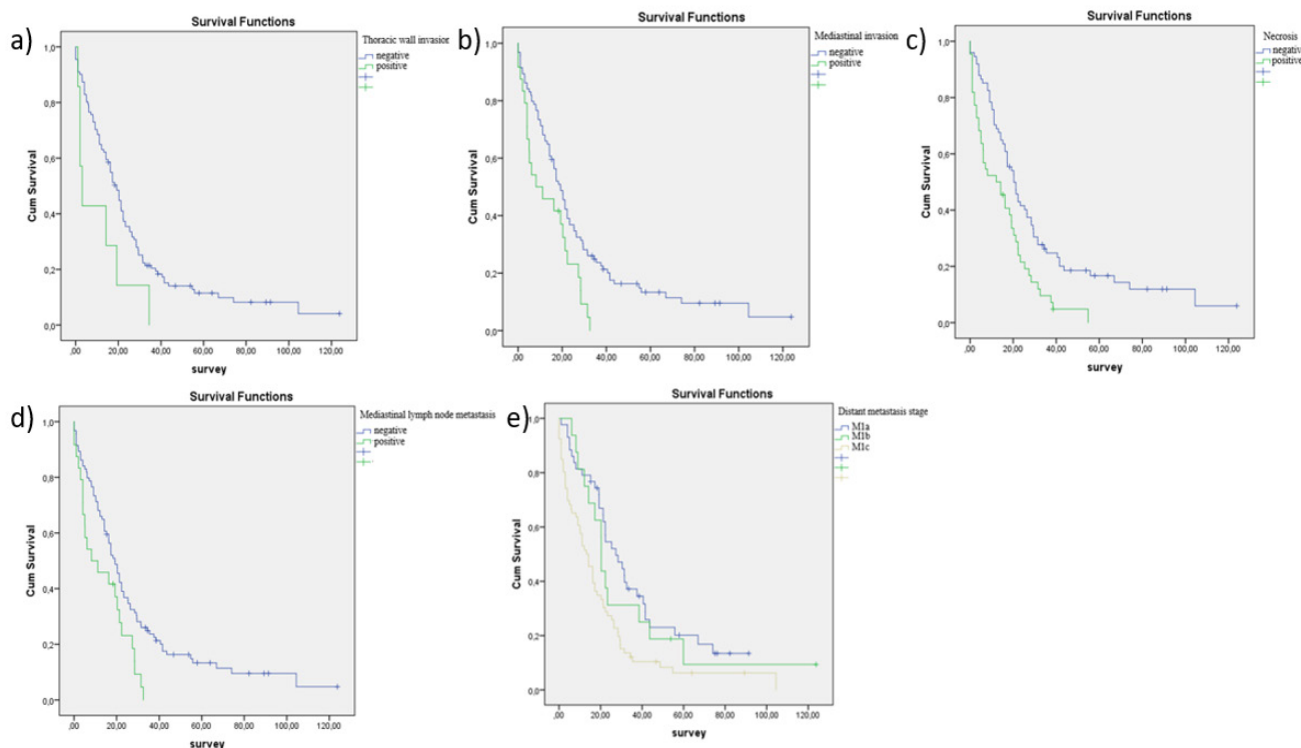 a)
Survival Functions
Thoracic wall invasion
negative
positive
Cum Survival
1,0
0,8
0,6
0,4
0,2
0,0
,00 20,00 40,00 60,00 80,00 100,00 120,00
survey
b)
Survival Functions
Mediastinal invasion
negative
positive
Cum Survival
1,0
0,8
0,6
0,4
0,2
0,0
,00 20,00 40,00 60,00 80,00 100,00 120,00
survey
c)
Survival Functions
Necrosis
negative
positive
Cum Survival
1,0
0,8
0,6
0,4
0,2
0,0
,00 20,00 40,00 60,00 80,00 100,00 120,00
survey
d)
Survival Functions
Mediastinal lymph node metastasis
negative
positive
Cum Survival
1,0
0,8
0,6
0,4
0,2
0,0
,00 20,00 40,00 60,00 80,00 100,00 120,00
survey
e)
Survival Functions
Distant metastasis stage
M1a
M1b
M1c
Cum Survival
1,0
0,8
0,6
0,4
0,2
0,0
,00 20,00 40,00 60,00 80,00 100,00 120,00
survey